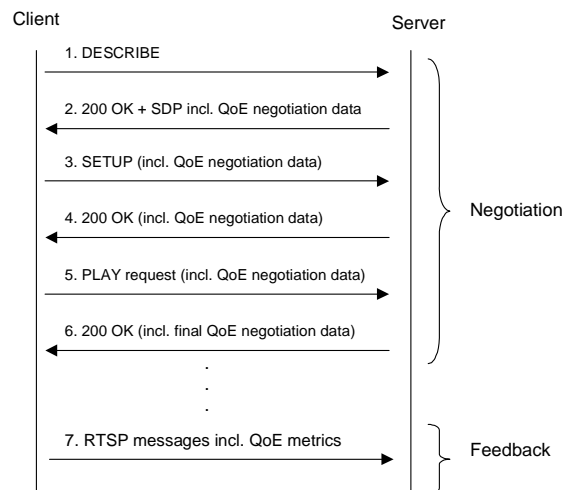 Client
Server
1. DESCRIBE
2. 200 OK + SDP incl. QoE negotiation data
3. SETUP (incl. QoE negotiation data)
4. 200 OK (incl. QoE negotiation data)
Negotiation
5. PLAY request (incl. QoE negotiation data)
6. 200 OK (incl. final QoE negotiation data)
.
.
.
7. RTSP messages incl. QoE metrics
Feedback